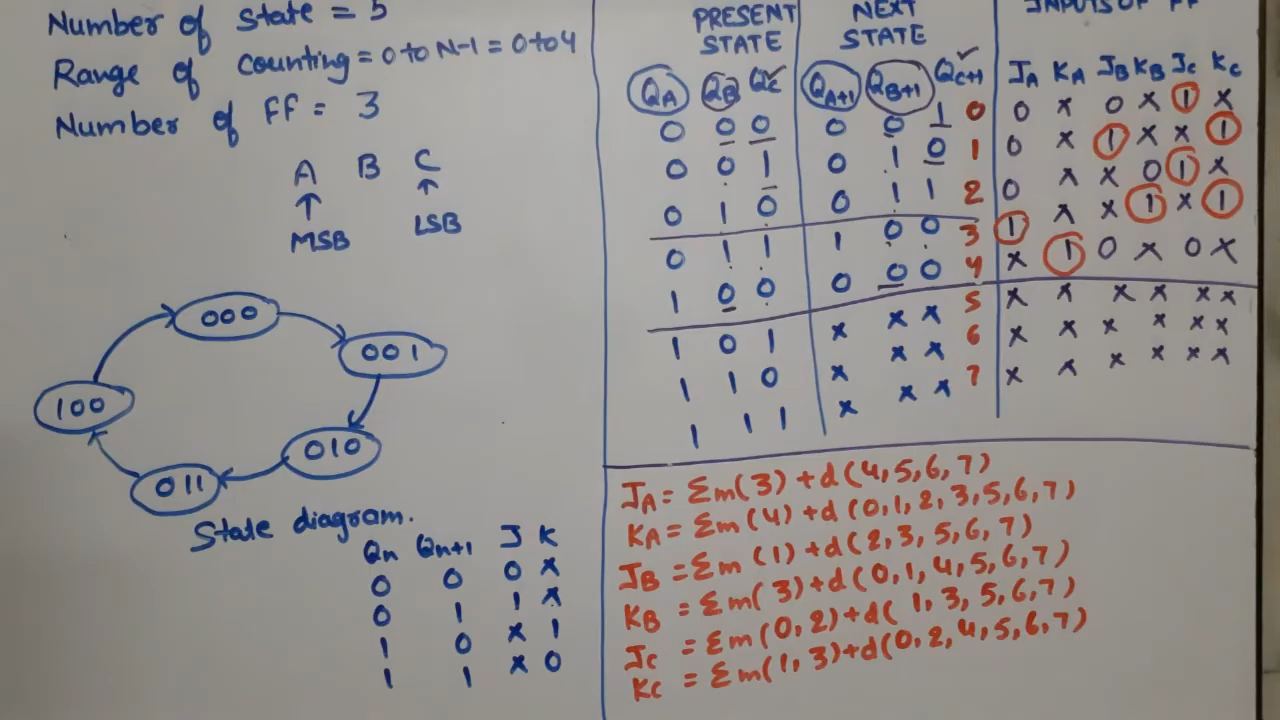 Number of state = 5
Range of counting = 0 to N-1 = 0 to 4
Number of FF = 3
A B C
↑ ↑
MSB LSB
000
001
100
010
011
State diagram.
Qn Qn+1 J K
0 0 0 x
0 1 1 x
1 0 x 1
1 1 x 0
PRESENT STATE NEXT STATE INPUTS OF FF
QA QB QC QA+1 QB+1 QC+1 JA KA JB KB JC KC
0 0 0 0 0 1 0 0 x 0 x 1 x
0 0 1 0 1 0 1 0 x 1 x x 1
0 1 0 0 1 1 2 0 x x 0 1 x
0 1 1 1 0 0 3 1 x x 1 x 1
1 0 0 0 0 0 4 x 1 0 x 0 x
1 0 1 x x x 5 x x x x x x
1 1 0 x x x 6 x x x x x x
1 1 1 x x x 7 x x x x x x
JA = Σm(3) + d(4,5,6,7)
KA = Σm(4) + d(0,1,2,3,5,6,7)
JB = Σm(1) + d(2,3,5,6,7)
KB = Σm(3) + d(0,1,4,5,6,7)
JC = Σm(0,2) + d(1,3,5,6,7)
KC = Σm(1,3) + d(0,2,4,5,6,7)